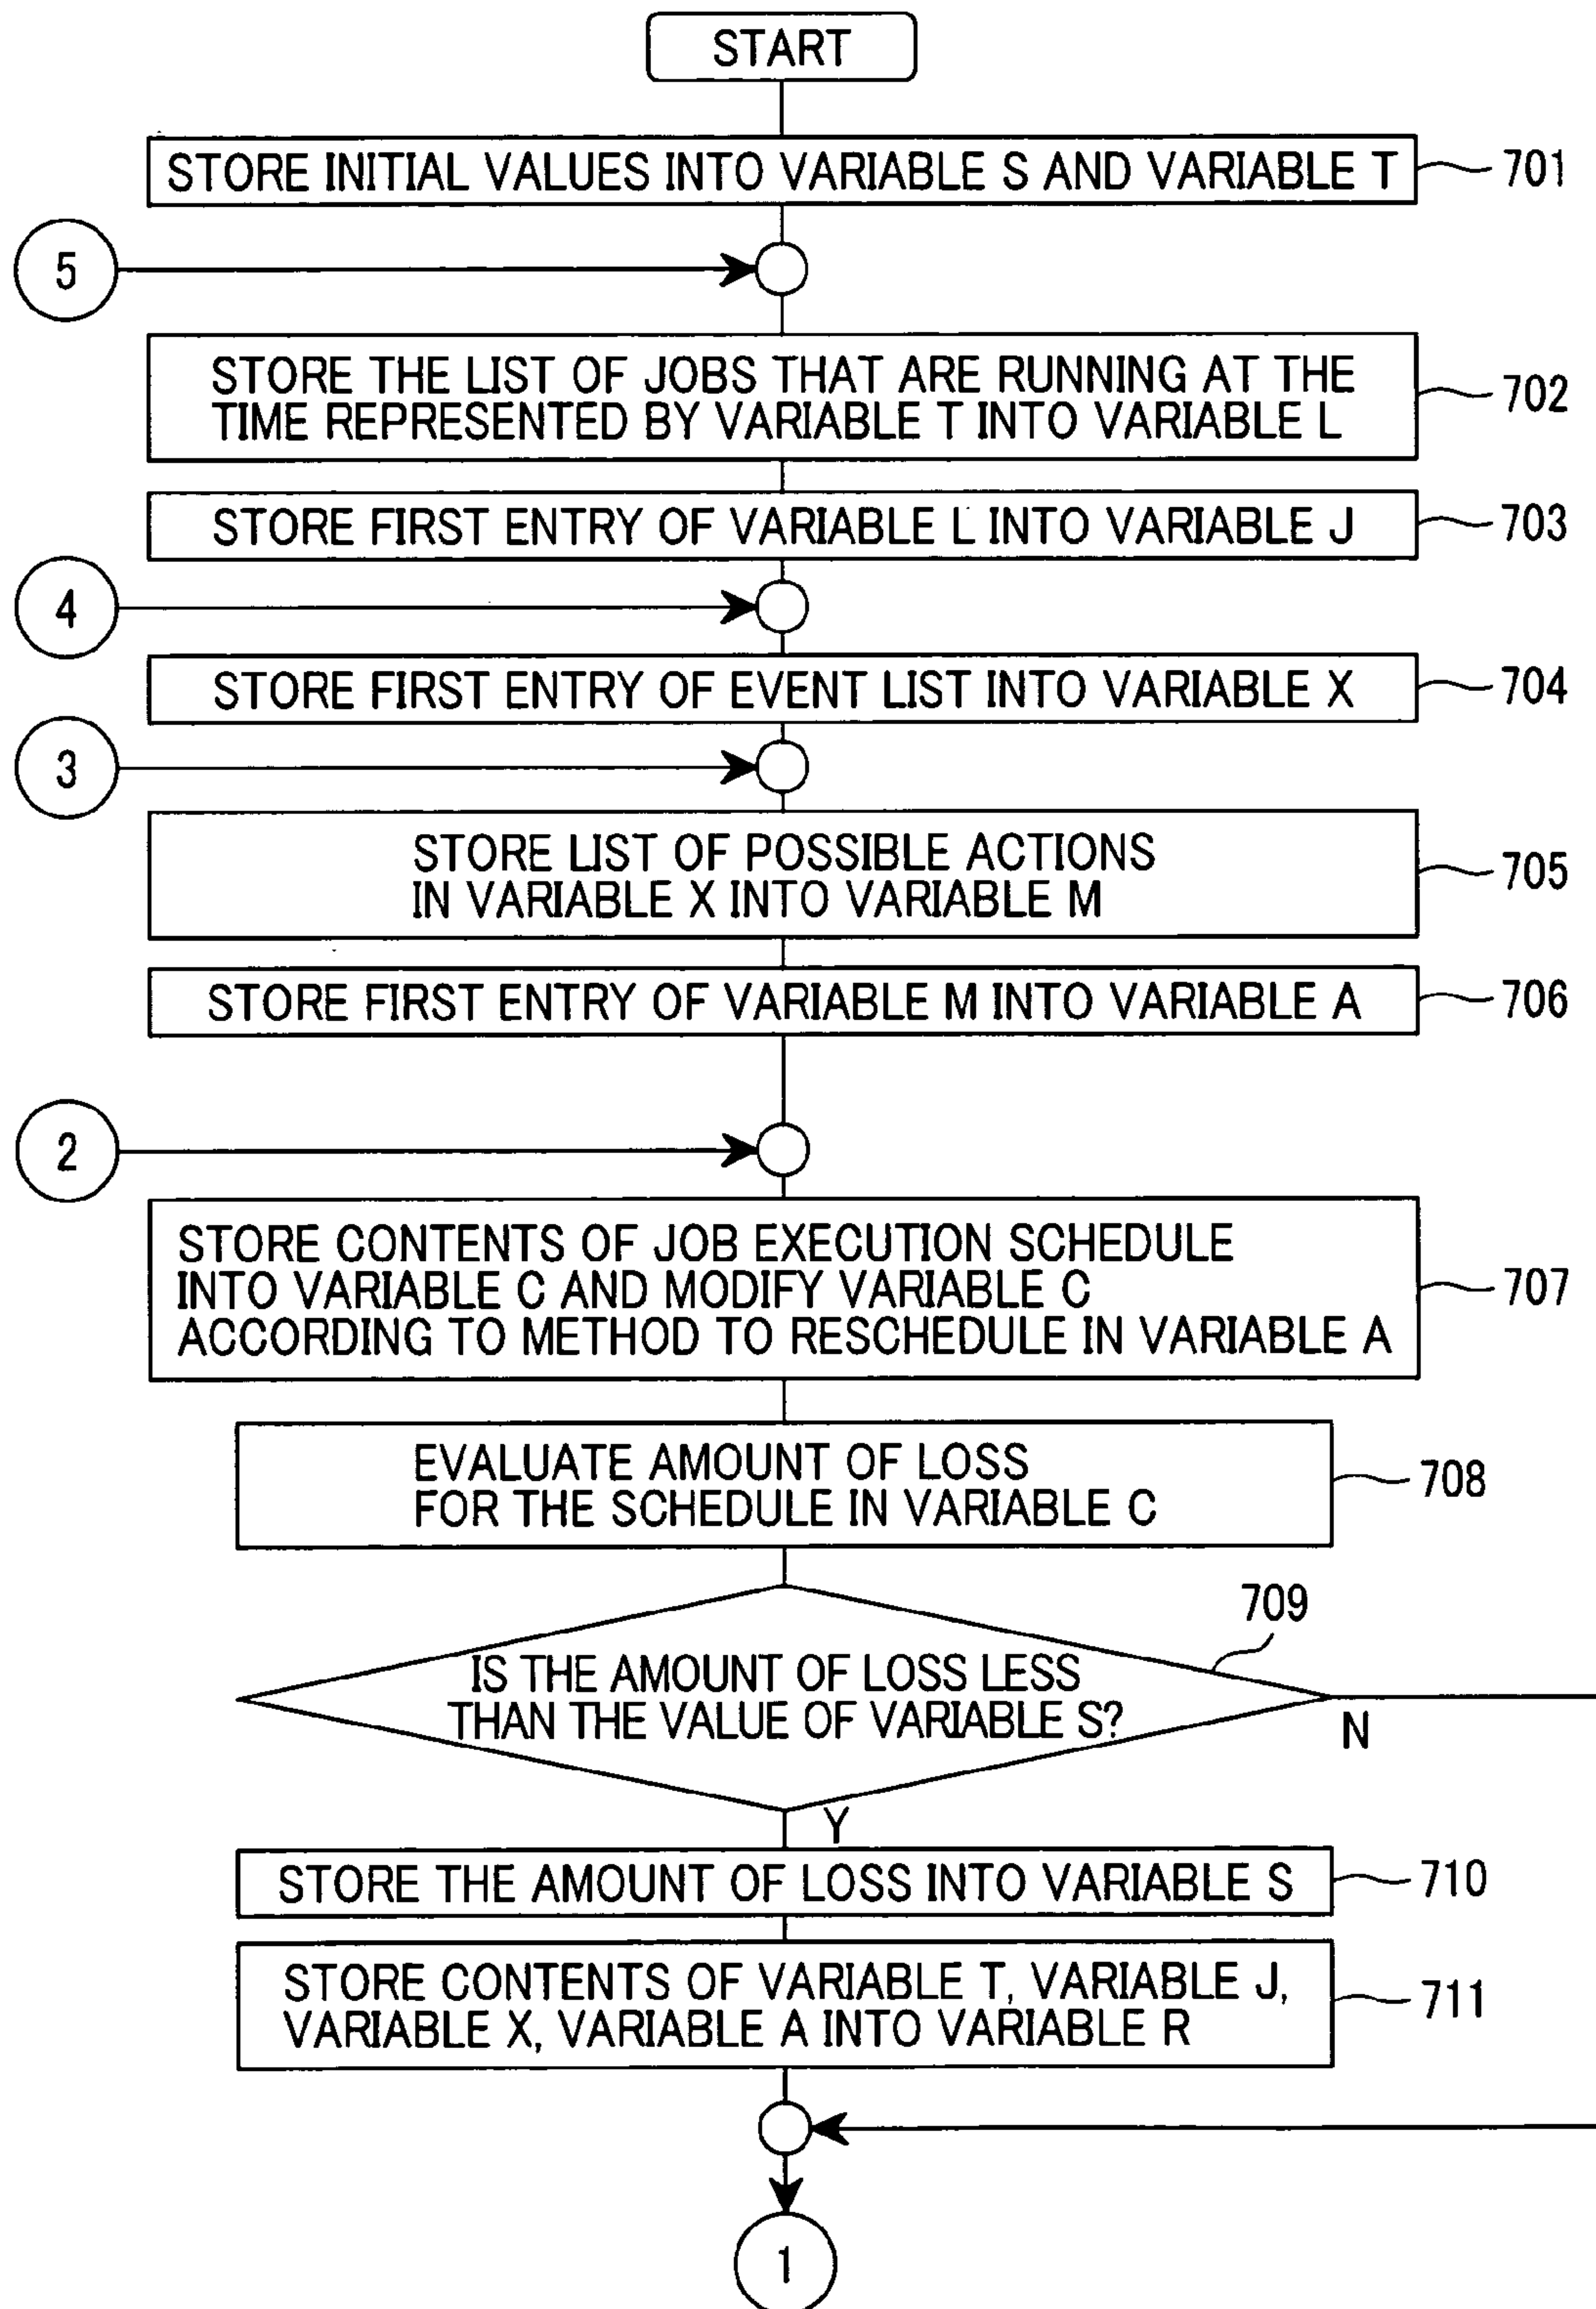 START
STORE INITIAL VALUES INTO VARIABLE S AND VARIABLE T
701
5
STORE THE LIST OF JOBS THAT ARE RUNNING AT THE
TIME REPRESENTED BY VARIABLE T INTO VARIABLE L
702
STORE FIRST ENTRY OF VARIABLE L INTO VARIABLE J
703
4
STORE FIRST ENTRY OF EVENT LIST INTO VARIABLE X
704
3
STORE LIST OF POSSIBLE ACTIONS
IN VARIABLE X INTO VARIABLE M
705
STORE FIRST ENTRY OF VARIABLE M INTO VARIABLE A
706
2
STORE CONTENTS OF JOB EXECUTION SCHEDULE
INTO VARIABLE C AND MODIFY VARIABLE C
ACCORDING TO METHOD TO RESCHEDULE IN VARIABLE A
707
EVALUATE AMOUNT OF LOSS
FOR THE SCHEDULE IN VARIABLE C
708
709
IS THE AMOUNT OF LOSS LESS
THAN THE VALUE OF VARIABLE S?
N
Y
STORE THE AMOUNT OF LOSS INTO VARIABLE S
710
STORE CONTENTS OF VARIABLE T, VARIABLE J,
VARIABLE X, VARIABLE A INTO VARIABLE R
711
1